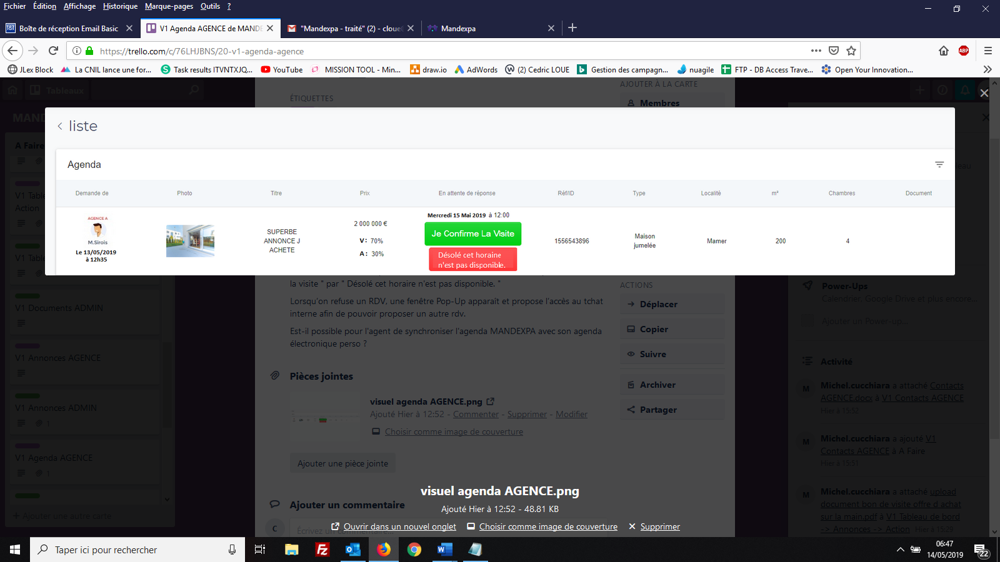 Fichier Édition Affichage Historique Marque-pages Outils ?
Boîte de réception Email Basic
V1 Agenda AGENCE de MANDE
"Mandexpa - traité" (2) - cloue
Mandexpa
https://trello.com/c/76LHJBNS/20-v1-agenda-agence
ABP
JLex Block
La CNIL lance une for...
Task results ITVNTXJQ...
YouTube
MISSION TOOL - Min...
draw.io
AdWords
(2) Cedric LOUE
Gestion des campagn...
nuagile
FTP - DB Access Trave...
Open Your Innovation...
Tableaux
ÉTIQUETTES
AJOUTER À LA CARTE
Membres
MAND
A Faire
liste
Agenda
Demande de Photo Titre Prix En attente de réponse Réf/ID Type Localité m² Chambres Document
AGENCE A
M.Sirois
Le 13/05/2019
à 12h35
SUPERBE
ANNONCE J
ACHETE
2 000 000 €
V : 70%
A : 30%
Mercredi 15 Mai 2019 à 12:00
Je Confirme La Visite
Désolé cet horaine
n'est pas disponible.
1556543896
Maison
jumelée
Mamer
200
4
V1 Table
Action
V1 Table
V1 Documents ADMIN
V1 Annonces AGENCE
V1 Annonces ADMIN
1
V1 Agenda AGENCE
1
Ajouter une autre carte
la visite " par " Désolé cet horaire n'est pas disponible. "
Lorsqu'on refuse un RDV, une fenêtre Pop-Up apparaît et propose l'accès au tchat
interne afin de pouvoir proposer un autre rdv.
Est-il possible pour l'agent de synchroniser l'agenda MANDEXPA avec son agenda
électronique perso ?
Pièces jointes
visuel agenda AGENCE.png
Ajouté Hier à 12:52 - Commenter - Supprimer - Modifier
Choisir comme image de couverture
Ajouter une pièce jointe
Ajouter un commentaire
C
Écrivez un commentaire...
ACTIONS
Déplacer
Copier
Suivre
Archiver
Partager
eau
Power-Ups
Calendrier, Google Drive et plus encore...
Ajouter un Power-up...
Activité
M
Michel.cucchiara a attaché Contacts
AGENCE.docx à V1 Contacts AGENCE
Hier à 15:52
M
Michel.cucchiara a ajouté V1
Contacts AGENCE à A Faire
Hier à 15:51
M
Michel.cucchiara a attaché upload
document bon de visite offre d achat
sur la main.pdf à V1 Tableau de bord
--> Annonces --> Action Hier à 15:29
visuel agenda AGENCE.png
Ajouté Hier à 12:52 - 48.81 KB
Ouvrir dans un nouvel onglet
Choisir comme image de couverture
Supprimer
Taper ici pour rechercher
06:47
14/05/2019
22